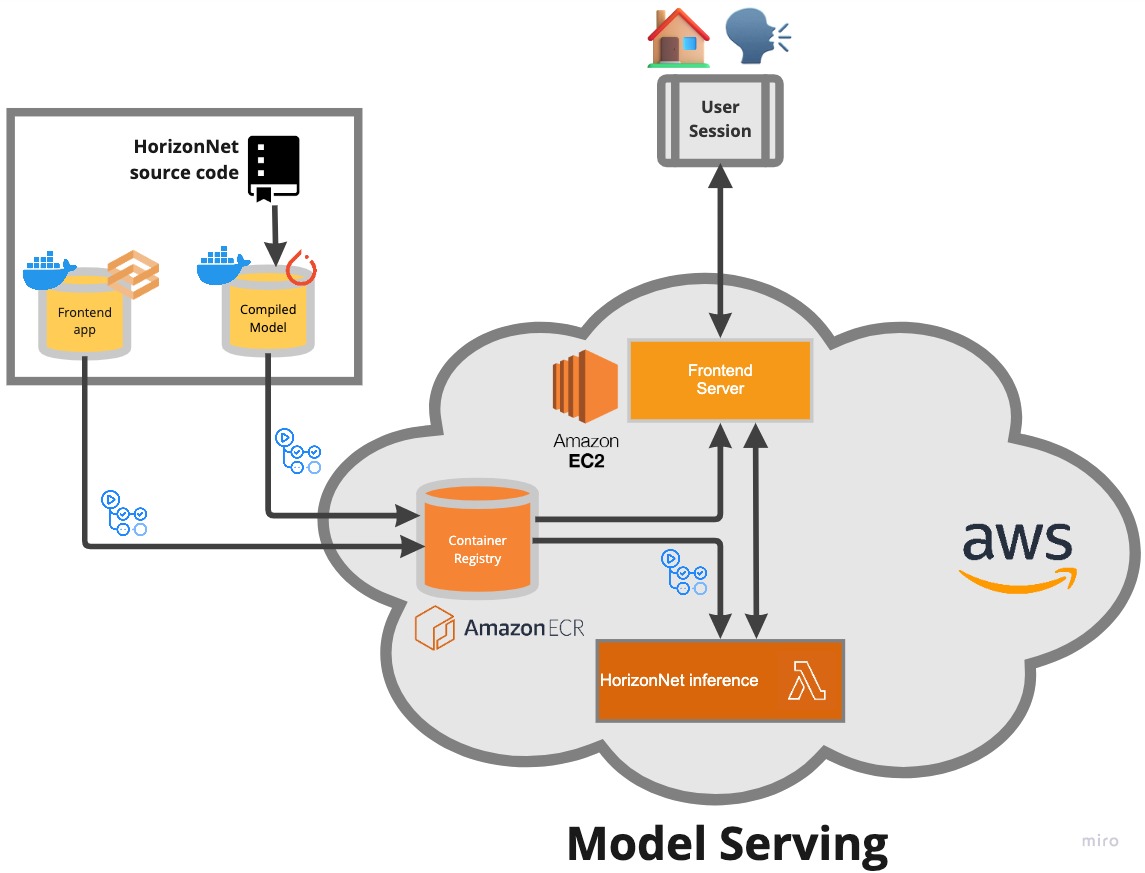 User
Session
HorizonNet
source code
Frontend
app
Compiled
Model
Frontend
Server
Amazon
EC2
Container
Registry
aws
Amazon ECR
HorizonNet inference
Model Serving
miro